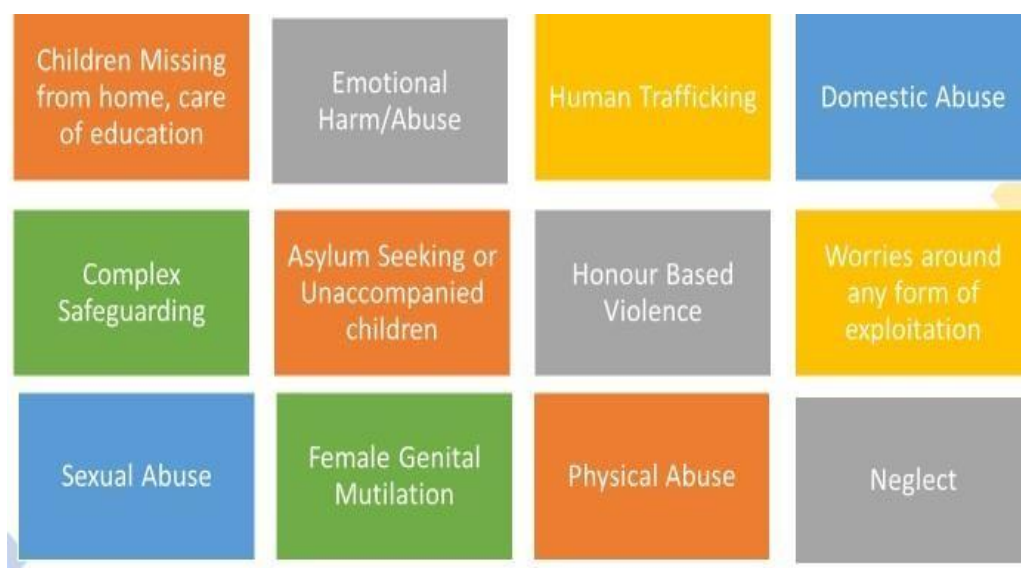 Children Missing
from home, care
of education
Emotional
Harm/Abuse
Human Trafficking
Domestic Abuse
Complex
Safeguarding
Asylum Seeking or
Unaccompanied
children
Honour Based
Violence
Worries around
any form of
exploitation
Sexual Abuse
Female Genital
Mutilation
Physical Abuse
Neglect